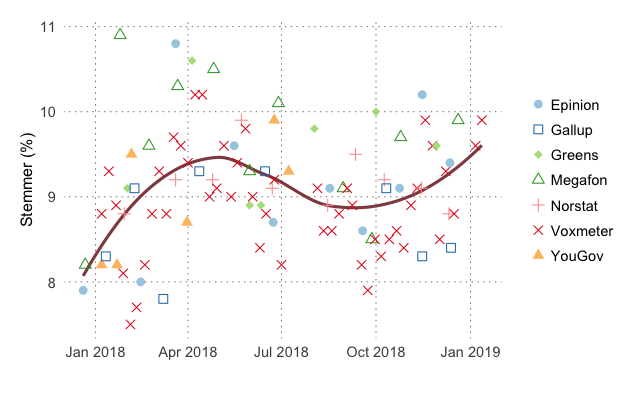 11
10
9
8
Stemmer (%)
Jan 2018
Apr 2018
Jul 2018
Oct 2018
Jan 2019
Epinion
Gallup
Greens
Megafon
Norstat
Voxmeter
YouGov